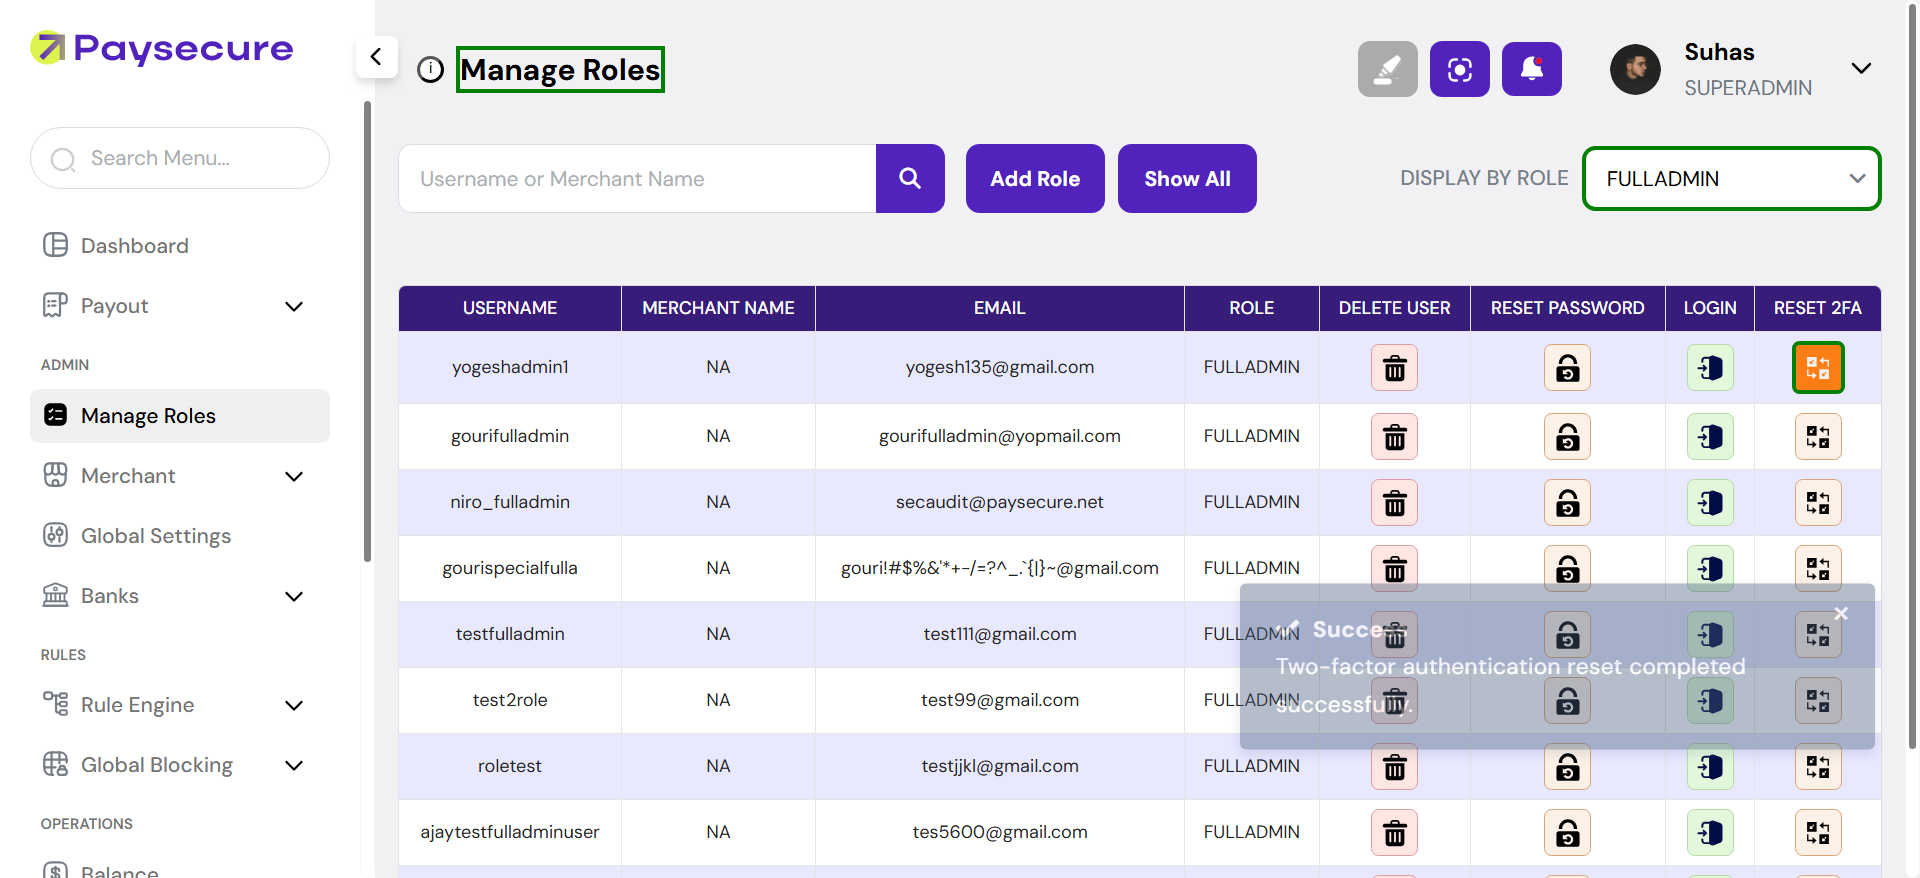 Paysecure
Manage Roles
Suhas
SUPERADMIN
Search Menu...
Username or Merchant Name
Add Role
Show All
DISPLAY BY ROLE
FULLADMIN
Dashboard
Payout
ADMIN
Manage Roles
Merchant
Global Settings
Banks
RULES
Rule Engine
Global Blocking
OPERATIONS
Balance
USERNAME MERCHANT NAME EMAIL ROLE DELETE USER RESET PASSWORD LOGIN RESET 2FA
yogeshadmin1 NA yogesh135@gmail.com FULLADMIN
gourifulladmin NA gourifulladmin@yopmail.com FULLADMIN
niro_fulladmin NA secaudit@paysecure.net FULLADMIN
gourispecialfulla NA gouri!#$%&'*+-/=?^_.`{|}~@gmail.com FULLADMIN
testfulladmin NA test111@gmail.com FULLADMIN
test2role NA test99@gmail.com FULLADMIN
roletest NA testjjkl@gmail.com FULLADMIN
ajaytestfulladminuser NA tes5600@gmail.com FULLADMIN
Success
Two-factor authentication reset completed
successfully.